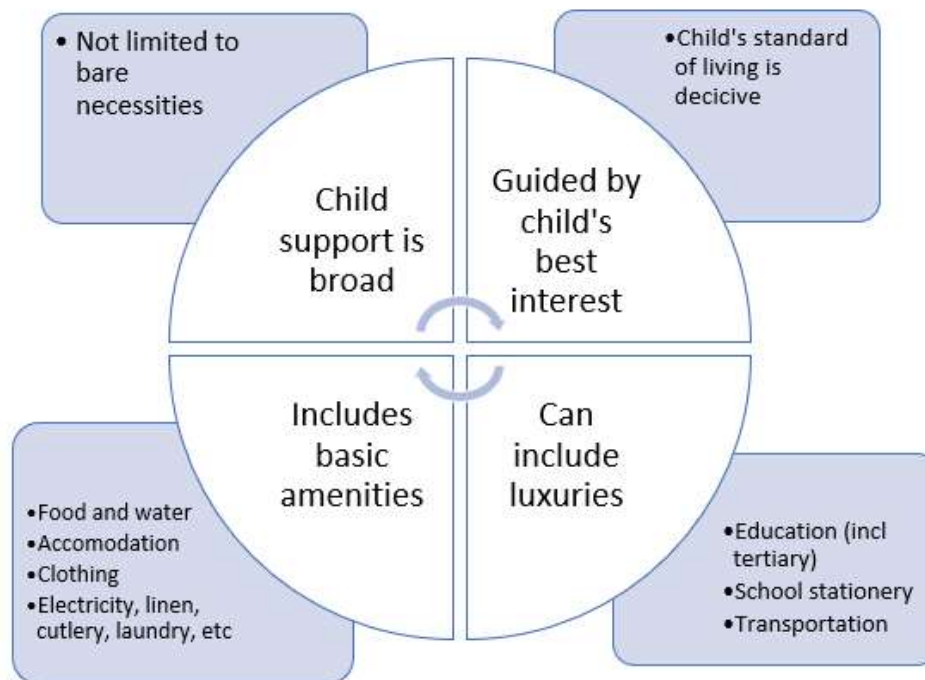 • Not limited to
bare
necessities
•Child's standard
of living is
decicive
Child
support is
broad
Guided by
child's
best
interest
Includes
basic
amenities
Can
include
luxuries
•Food and water
•Accomodation
•Clothing
•Electricity, linen,
cutlery, laundry, etc
•Education (incl
tertiary)
•School stationery
•Transportation